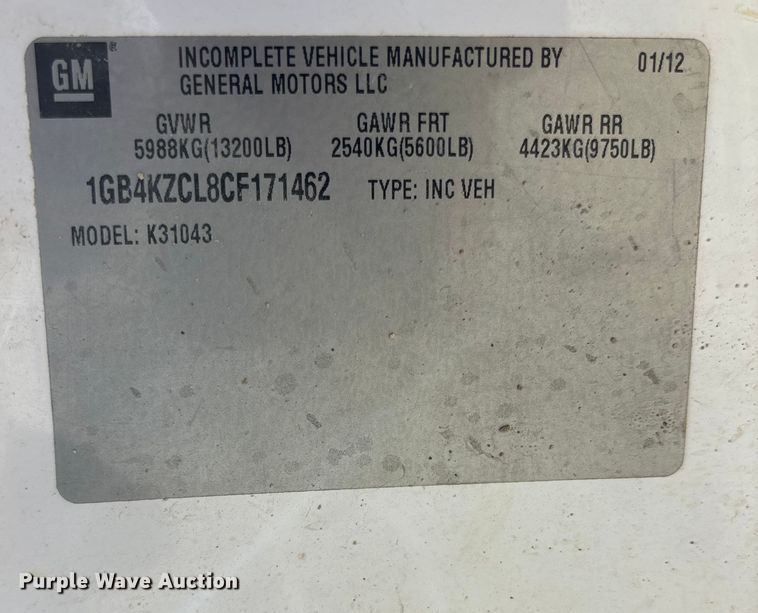 GM®
INCOMPLETE VEHICLE MANUFACTURED BY 01/12
GENERAL MOTORS LLC
GVWR GAWR FRT GAWR RR
5988KG(13200LB) 2540KG(5600LB) 4423KG(9750LB)
1GB4KZCL8CF171462 TYPE: INC VEH
MODEL: K31043
Purple Wave Auction